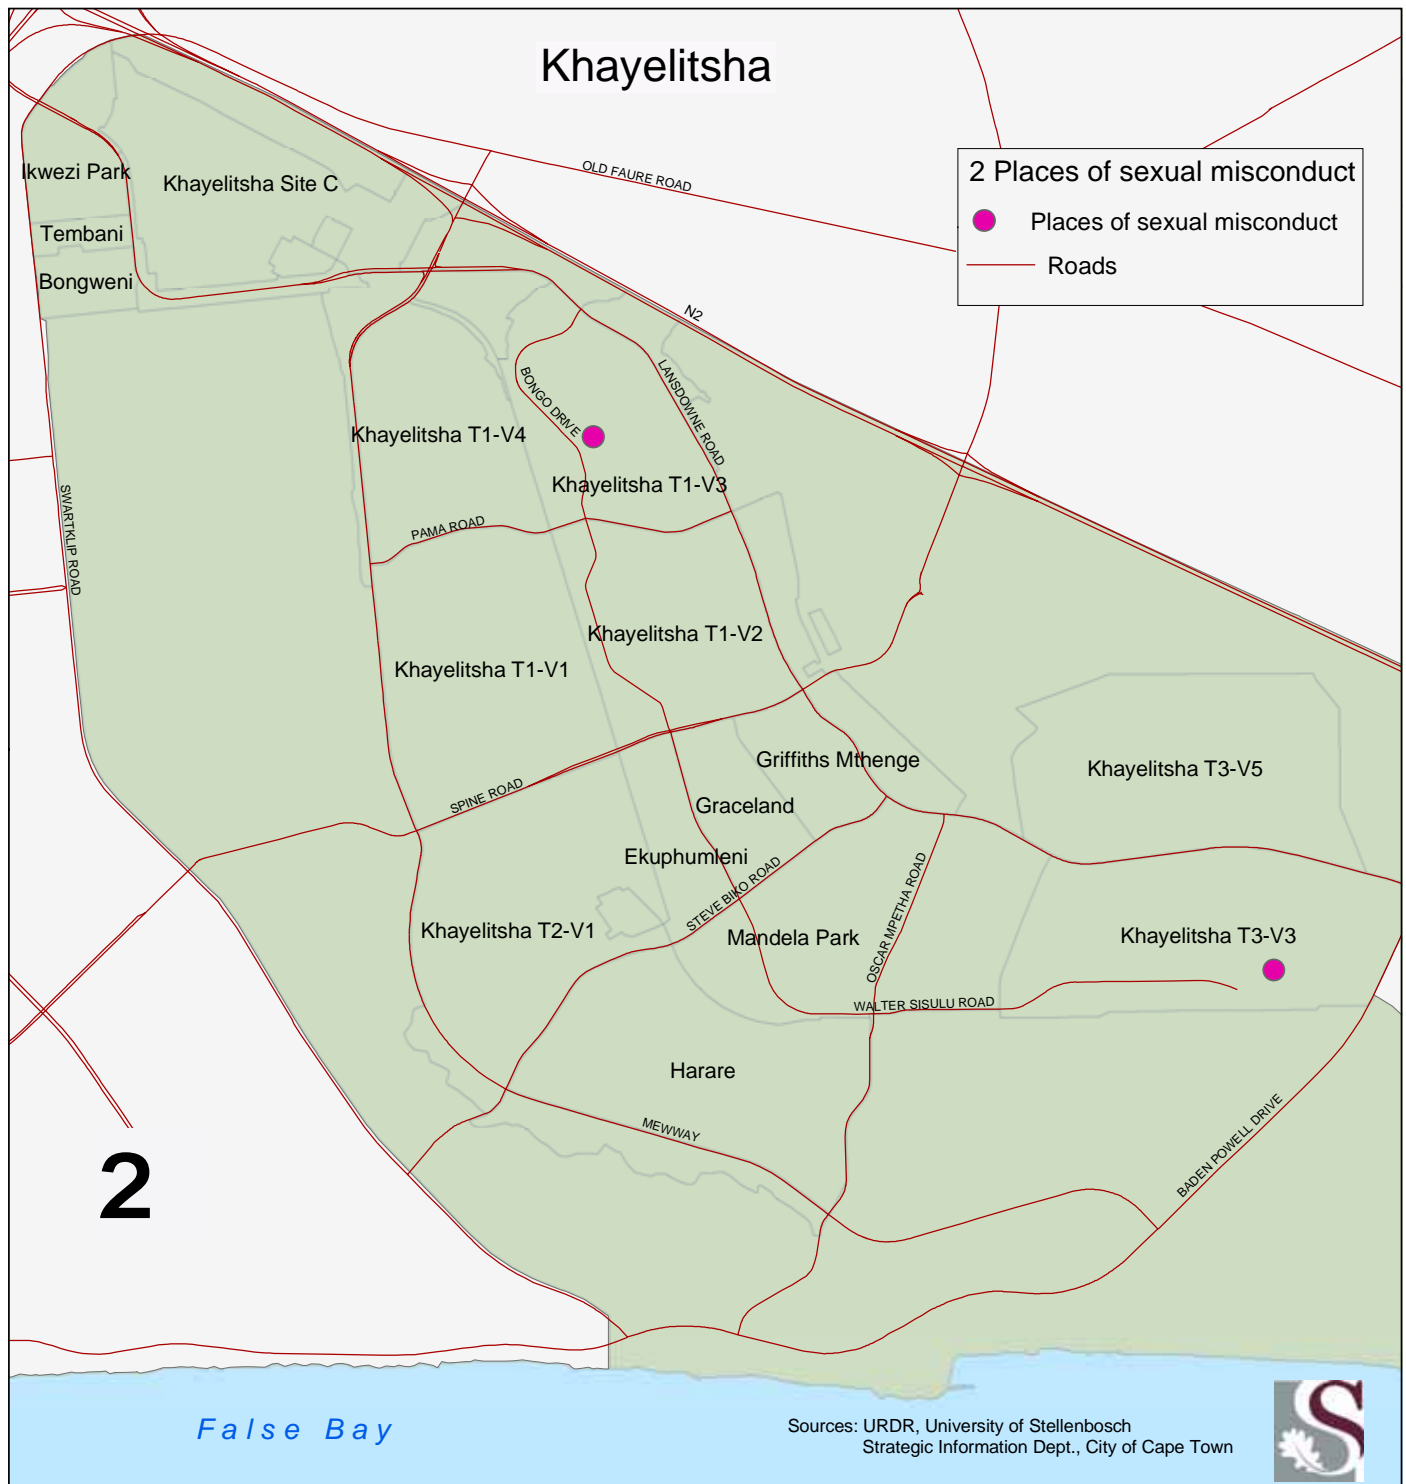 Khayelitsha
2 Places of sexual misconduct
Places of sexual misconduct
Roads
OLD FAURE ROAD
Ikwezi Park
Khayelitsha Site C
Tembani
Bongweni
N2
BONGO DRIVE
LANSDOWNE ROAD
Khayelitsha T1-V4
Khayelitsha T1-V3
SWARTKLIP ROAD
PAMA ROAD
Khayelitsha T1-V2
Khayelitsha T1-V1
Griffiths Mthenge
Khayelitsha T3-V5
SPINE ROAD
Graceland
Ekuphumleni
STEVE BIKO ROAD
OSCAR MPETHA ROAD
Khayelitsha T2-V1
Mandela Park
Khayelitsha T3-V3
WALTER SISULU ROAD
Harare
MEWWAY
BADEN POWELL DRIVE
2
False Bay
Sources: URDR, University of Stellenbosch
Strategic Information Dept., City of Cape Town
S